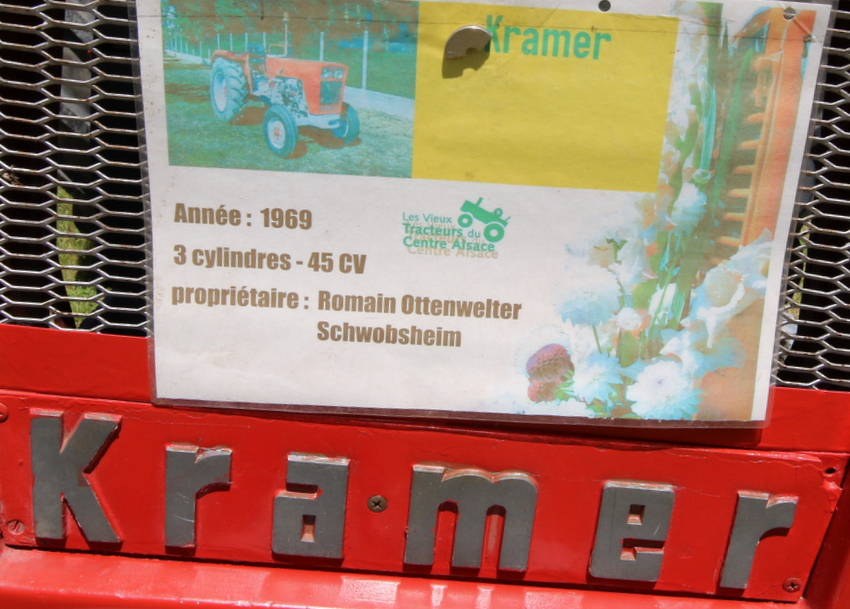 Kramer
Année : 1969
Les Vieux
Tracteurs du
Centre Alsace
3 cylindres - 45 CV
propriétaire : Romain Ottenwelter
Schwobsheim
Kramer